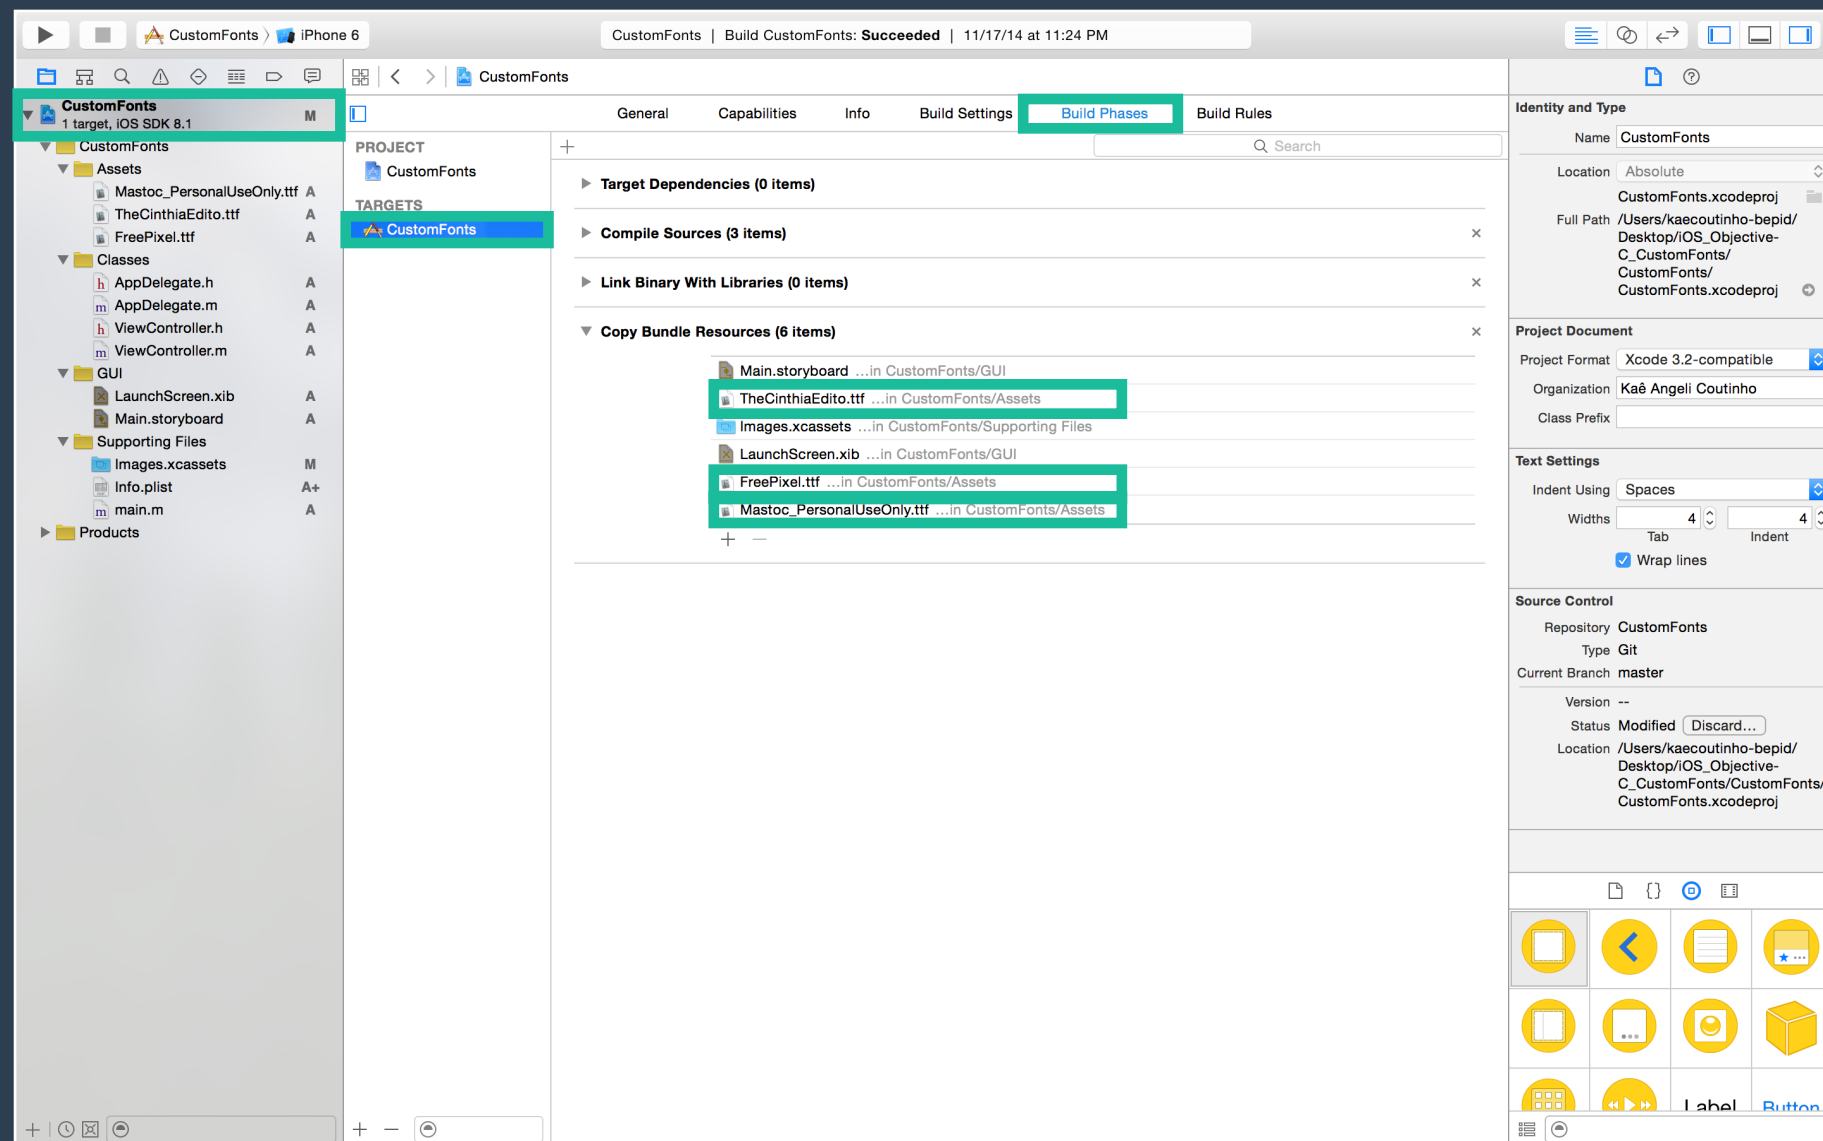 CustomFonts
iPhone 6
CustomFonts | Build CustomFonts: Succeeded | 11/17/14 at 11:24 PM
CustomFonts
CustomFonts
1 target, iOS SDK 8.1
M
CustomFonts
Assets
Mastoc_PersonalUseOnly.ttf A
TheCinthiaEdito.ttf A
FreePixel.ttf A
Classes
h AppDelegate.h A
m AppDelegate.m A
h ViewController.h A
m ViewController.m A
GUI
LaunchScreen.xib A
Main.storyboard A
Supporting Files
Images.xcassets M
Info.plist A+
m main.m A
Products
General Capabilities Info Build Settings Build Phases Build Rules
PROJECT
CustomFonts
TARGETS
CustomFonts
Search
Target Dependencies (0 items)
Compile Sources (3 items)
Link Binary With Libraries (0 items)
Copy Bundle Resources (6 items)
Main.storyboard ...in CustomFonts/GUI
TheCinthiaEdito.ttf ...in CustomFonts/Assets
Images.xcassets ...in CustomFonts/Supporting Files
LaunchScreen.xib ...in CustomFonts/GUI
FreePixel.ttf ...in CustomFonts/Assets
Mastoc_PersonalUseOnly.ttf ...in CustomFonts/Assets
Identity and Type
Name CustomFonts
Location Absolute
CustomFonts.xcodeproj
Full Path /Users/kaecoutinho-bepid/
Desktop/iOS_Objective-
C_CustomFonts/
CustomFonts/
CustomFonts.xcodeproj
Project Document
Project Format Xcode 3.2-compatible
Organization Kaê Angeli Coutinho
Class Prefix
Text Settings
Indent Using Spaces
Widths 4 4
Tab Indent
Wrap lines
Source Control
Repository CustomFonts
Type Git
Current Branch master
Version --
Status Modified Discard...
Location /Users/kaecoutinho-bepid/
Desktop/iOS_Objective-
C_CustomFonts/CustomFonts/
CustomFonts.xcodeproj
{}
Label Button